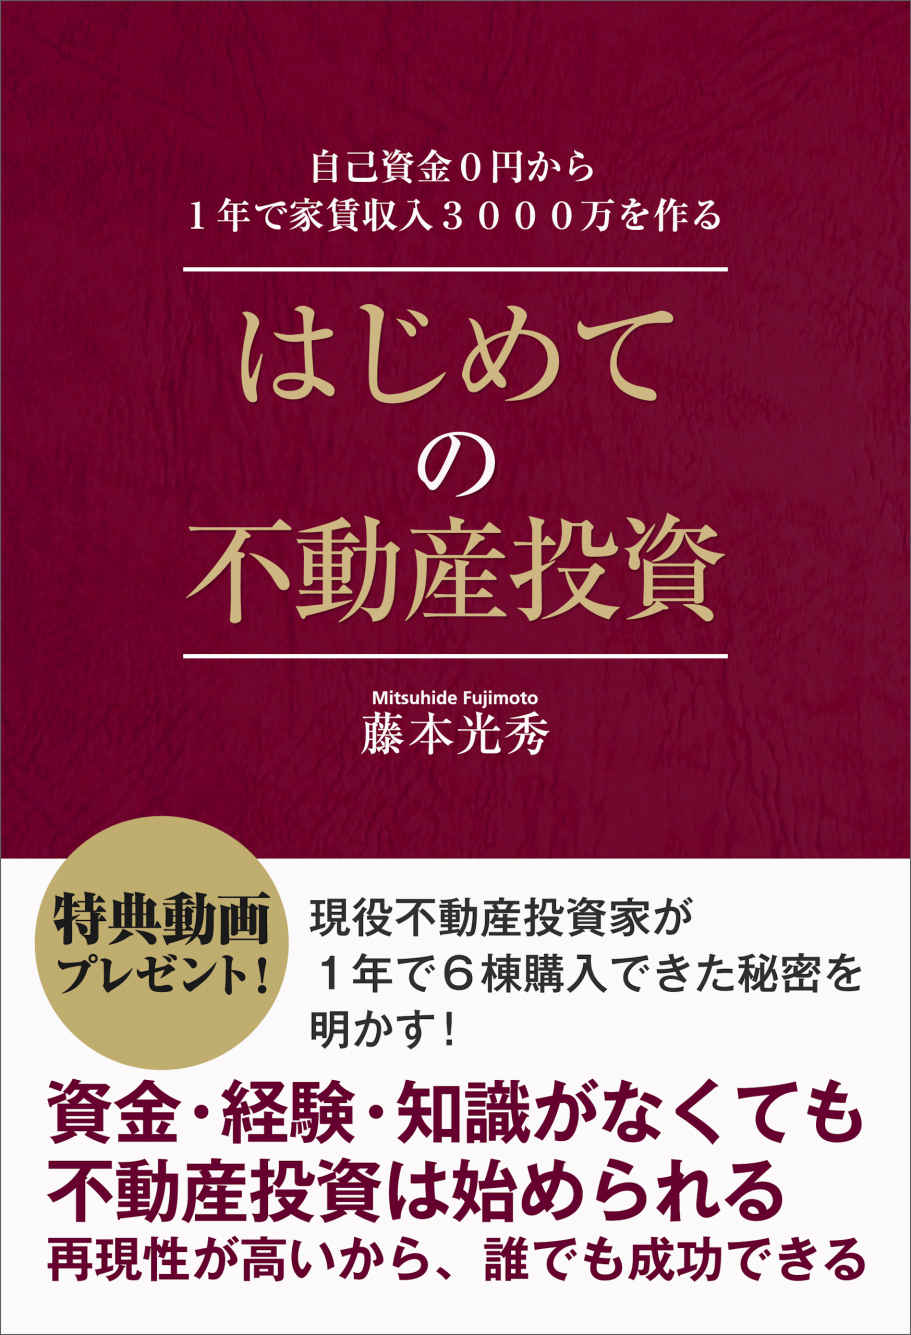 自己資金０円から
１年で家賃収入３０００万を作る
はじめて
の
不動産投資
Mitsuhide Fujimoto
藤本光秀
特典動画
プレゼント！
現役不動産投資家が
１年で６棟購入できた秘密を
明かす！
資金・経験・知識がなくても
不動産投資は始められる
再現性が高いから、誰でも成功できる